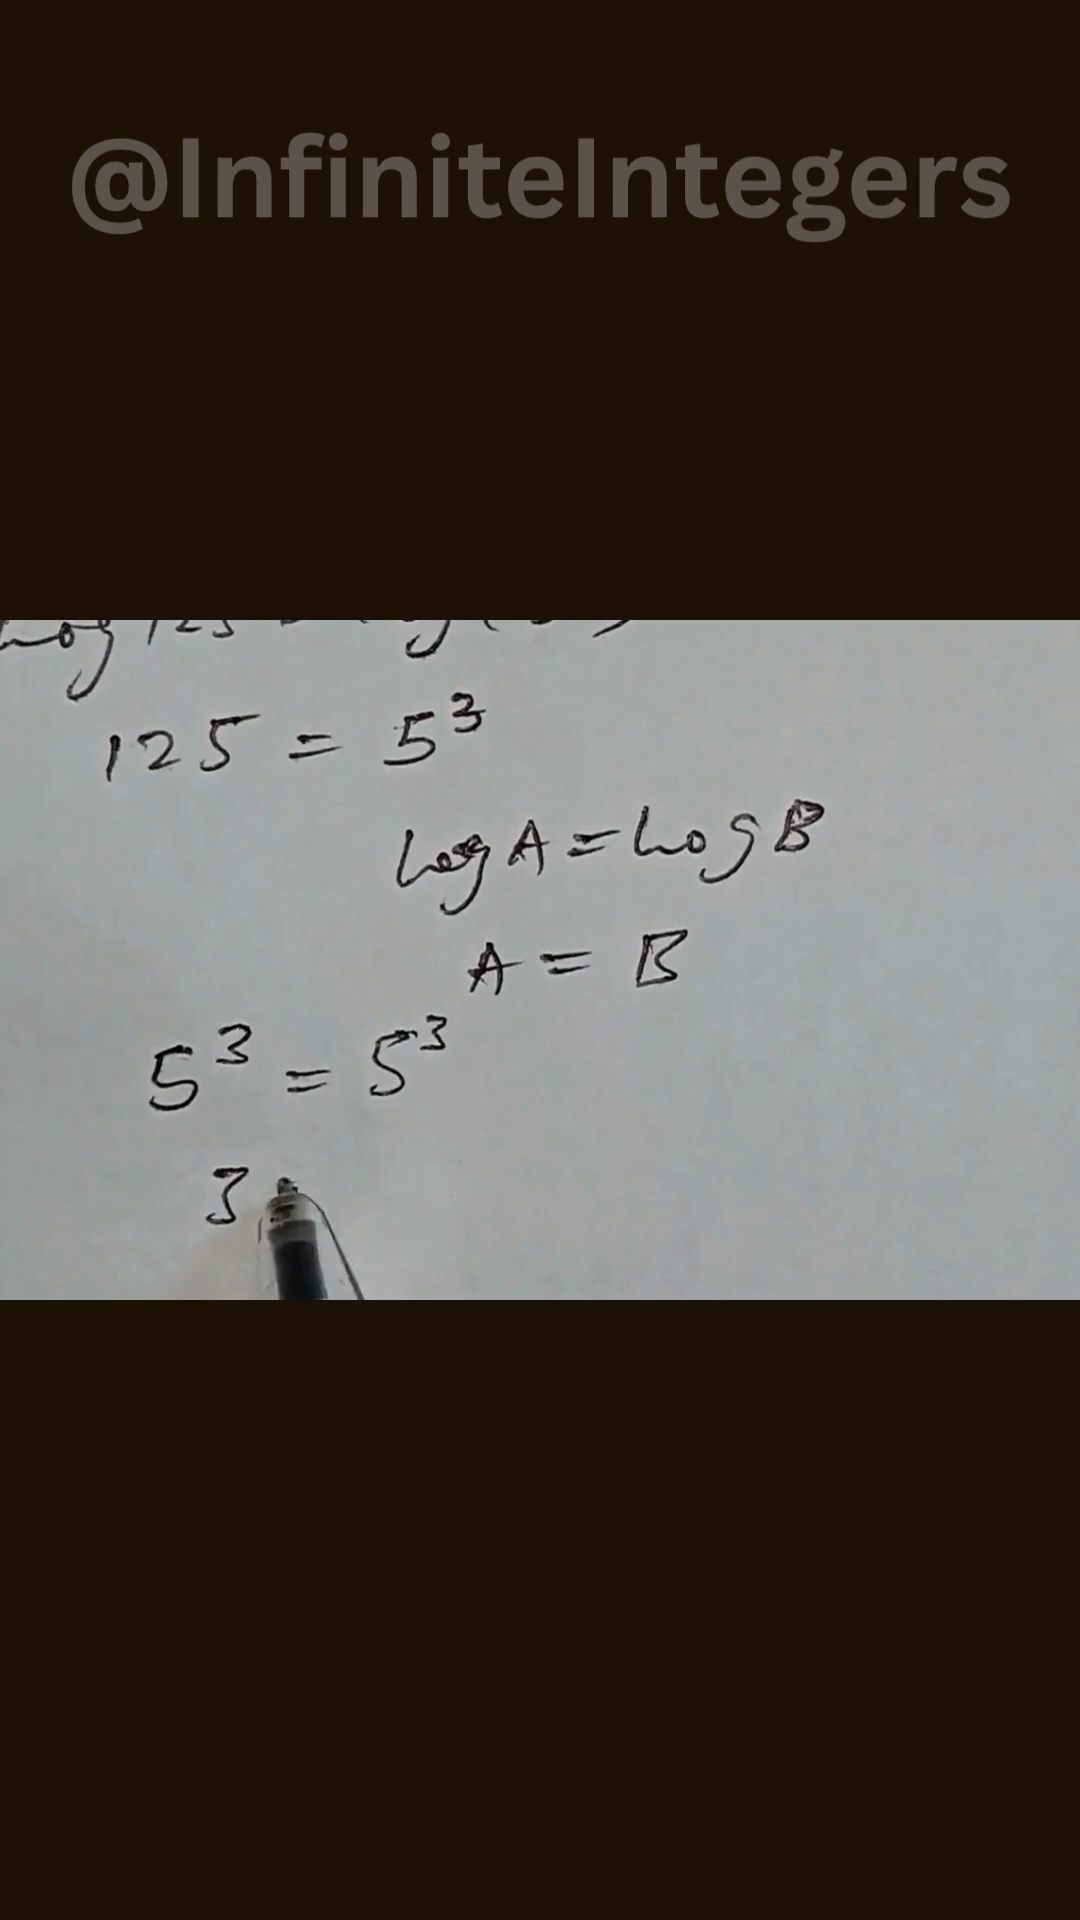 @InfiniteIntegers
125 = 5³
log A = log B
A = B
5³ = 5³
3